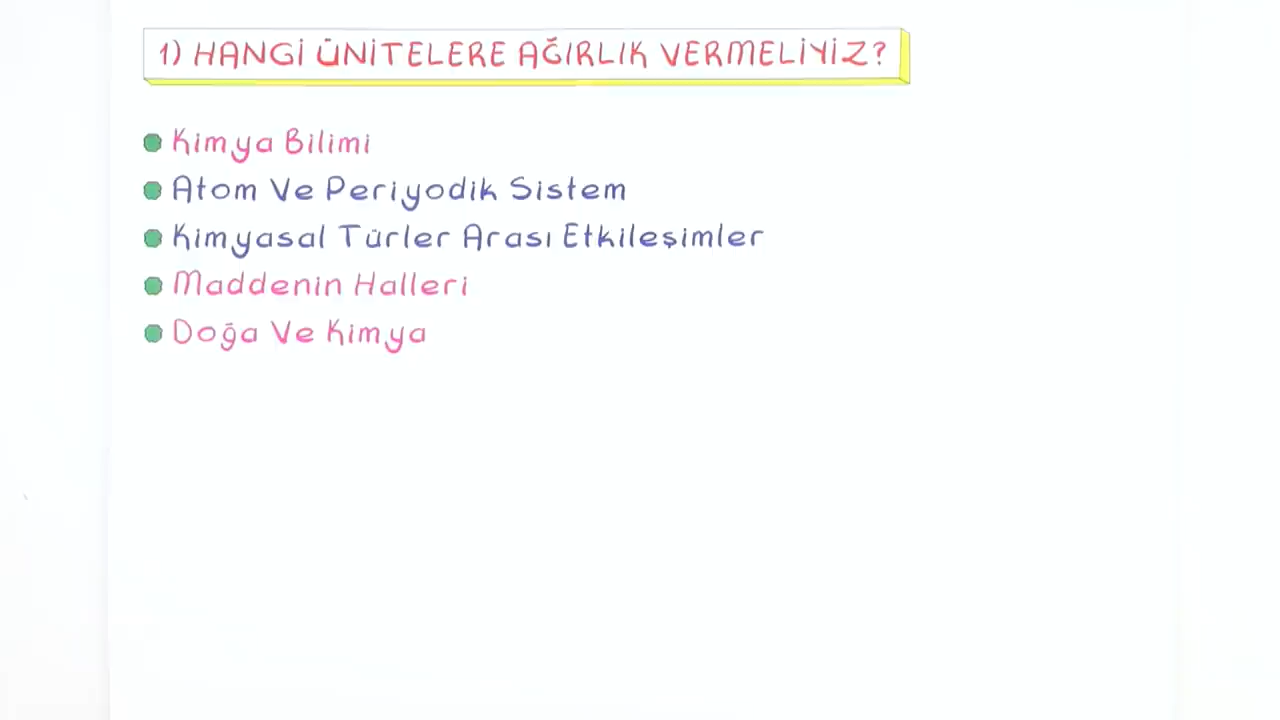 1) HANGİ ÜNİTELERE AĞIRLIK VERMELİYİZ?
Kimya Bilimi
Atom Ve Periyodik Sistem
Kimyasal Türler Arası Etkileşimler
Maddenin Halleri
Doğa Ve Kimya